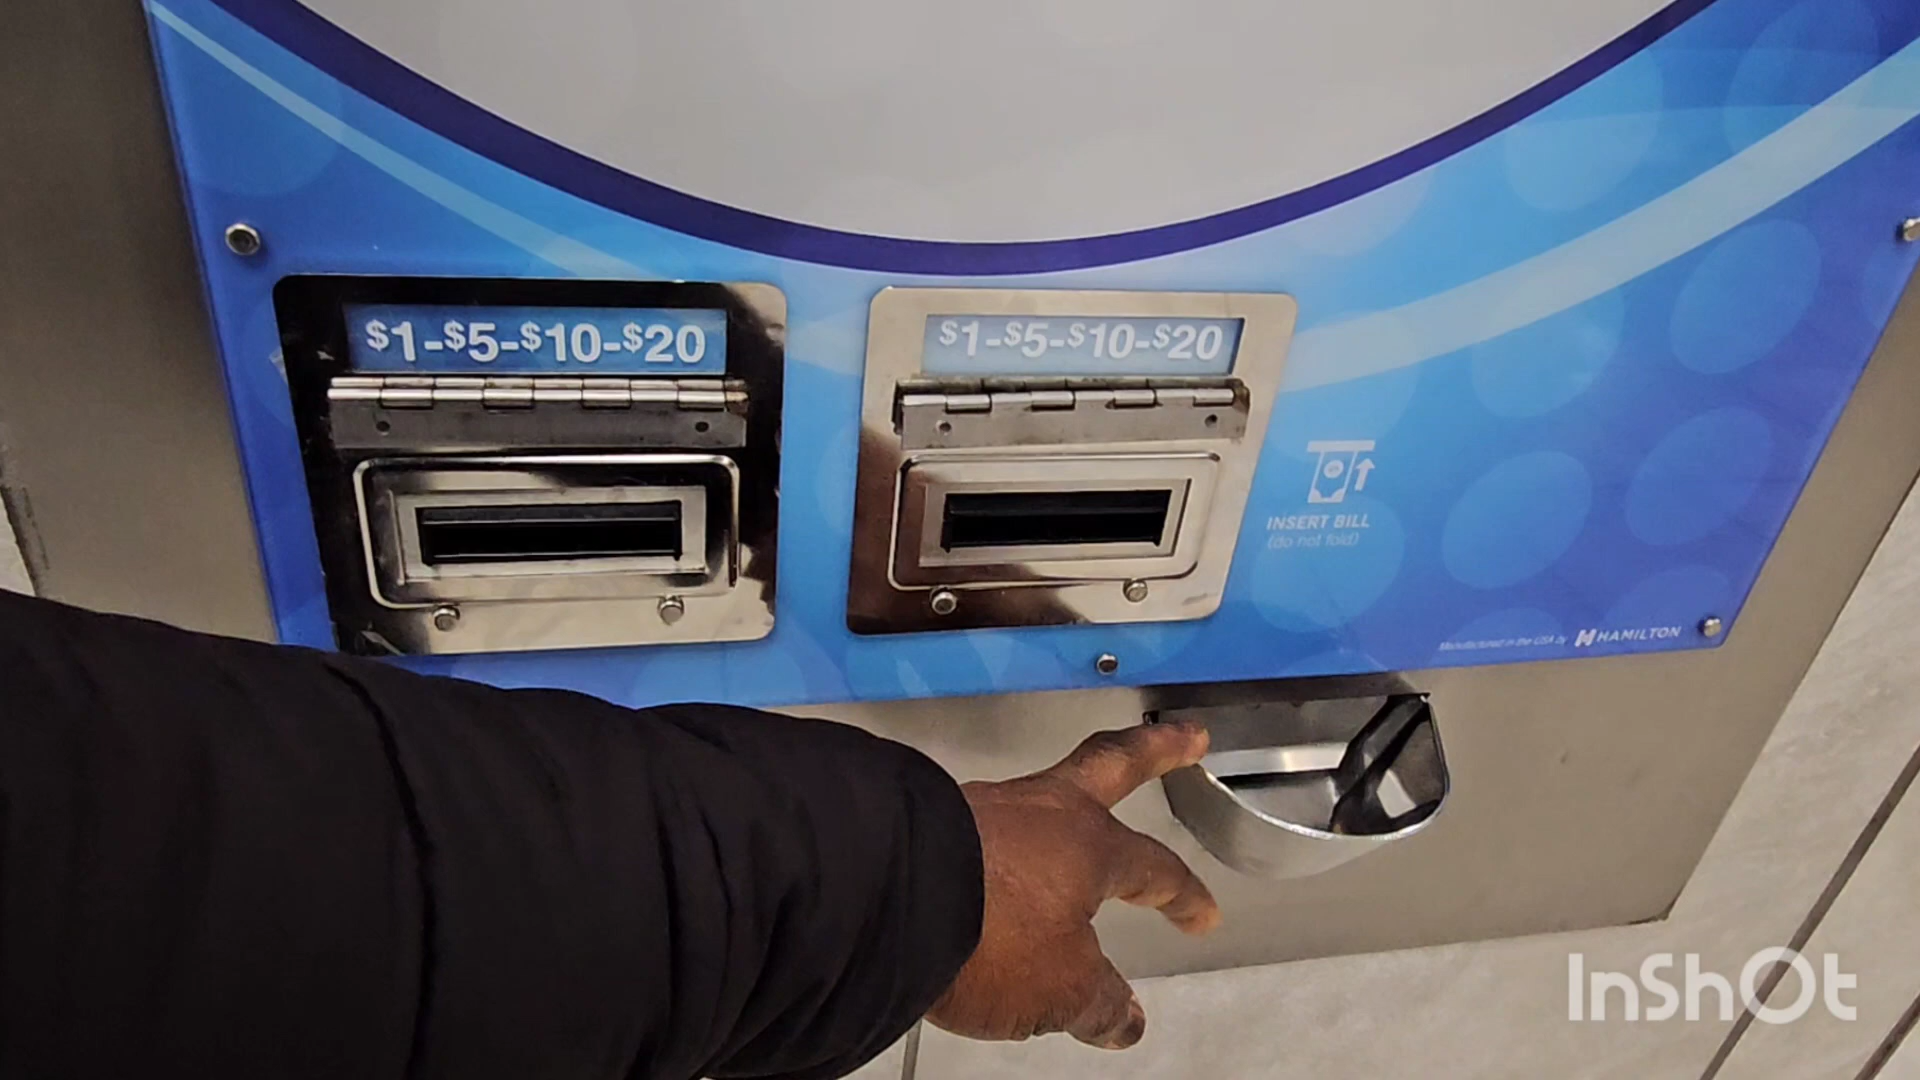 $1-$5-$10-$20
$1-$5-$10-$20
INSERT BILL
(do not fold)
Manufactured in the USA by HAMILTON
InShOt